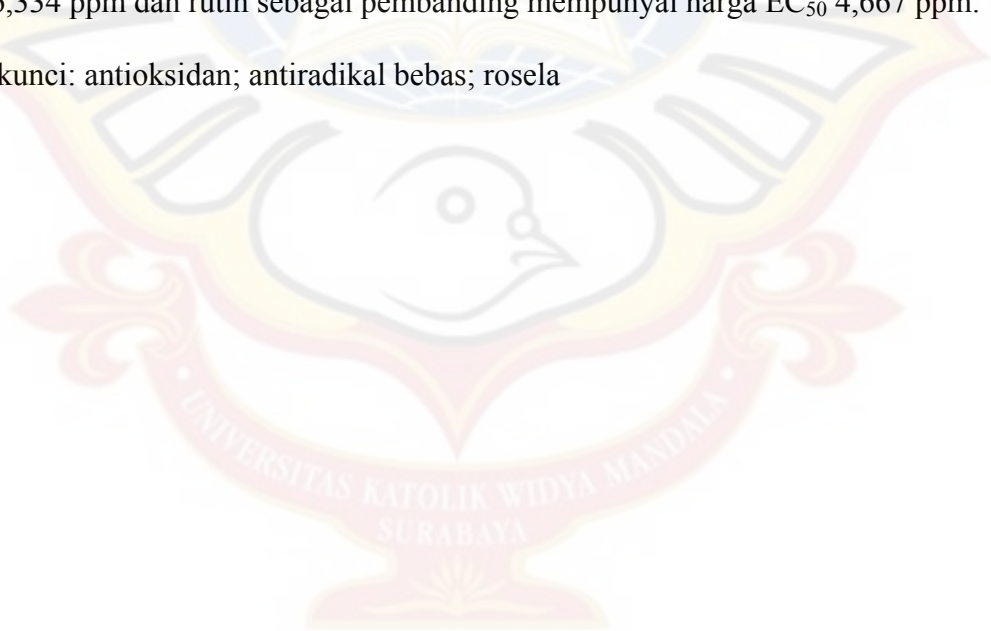 ,334 ppm dan rutin sebagai pembanding mempunyai harga EC50 4,667 ppm.
kunci: antioksidan; antiradikal bebas; rosela
UNIVERSITAS KATOLIK WIDYA MANDALA
SURABAYA